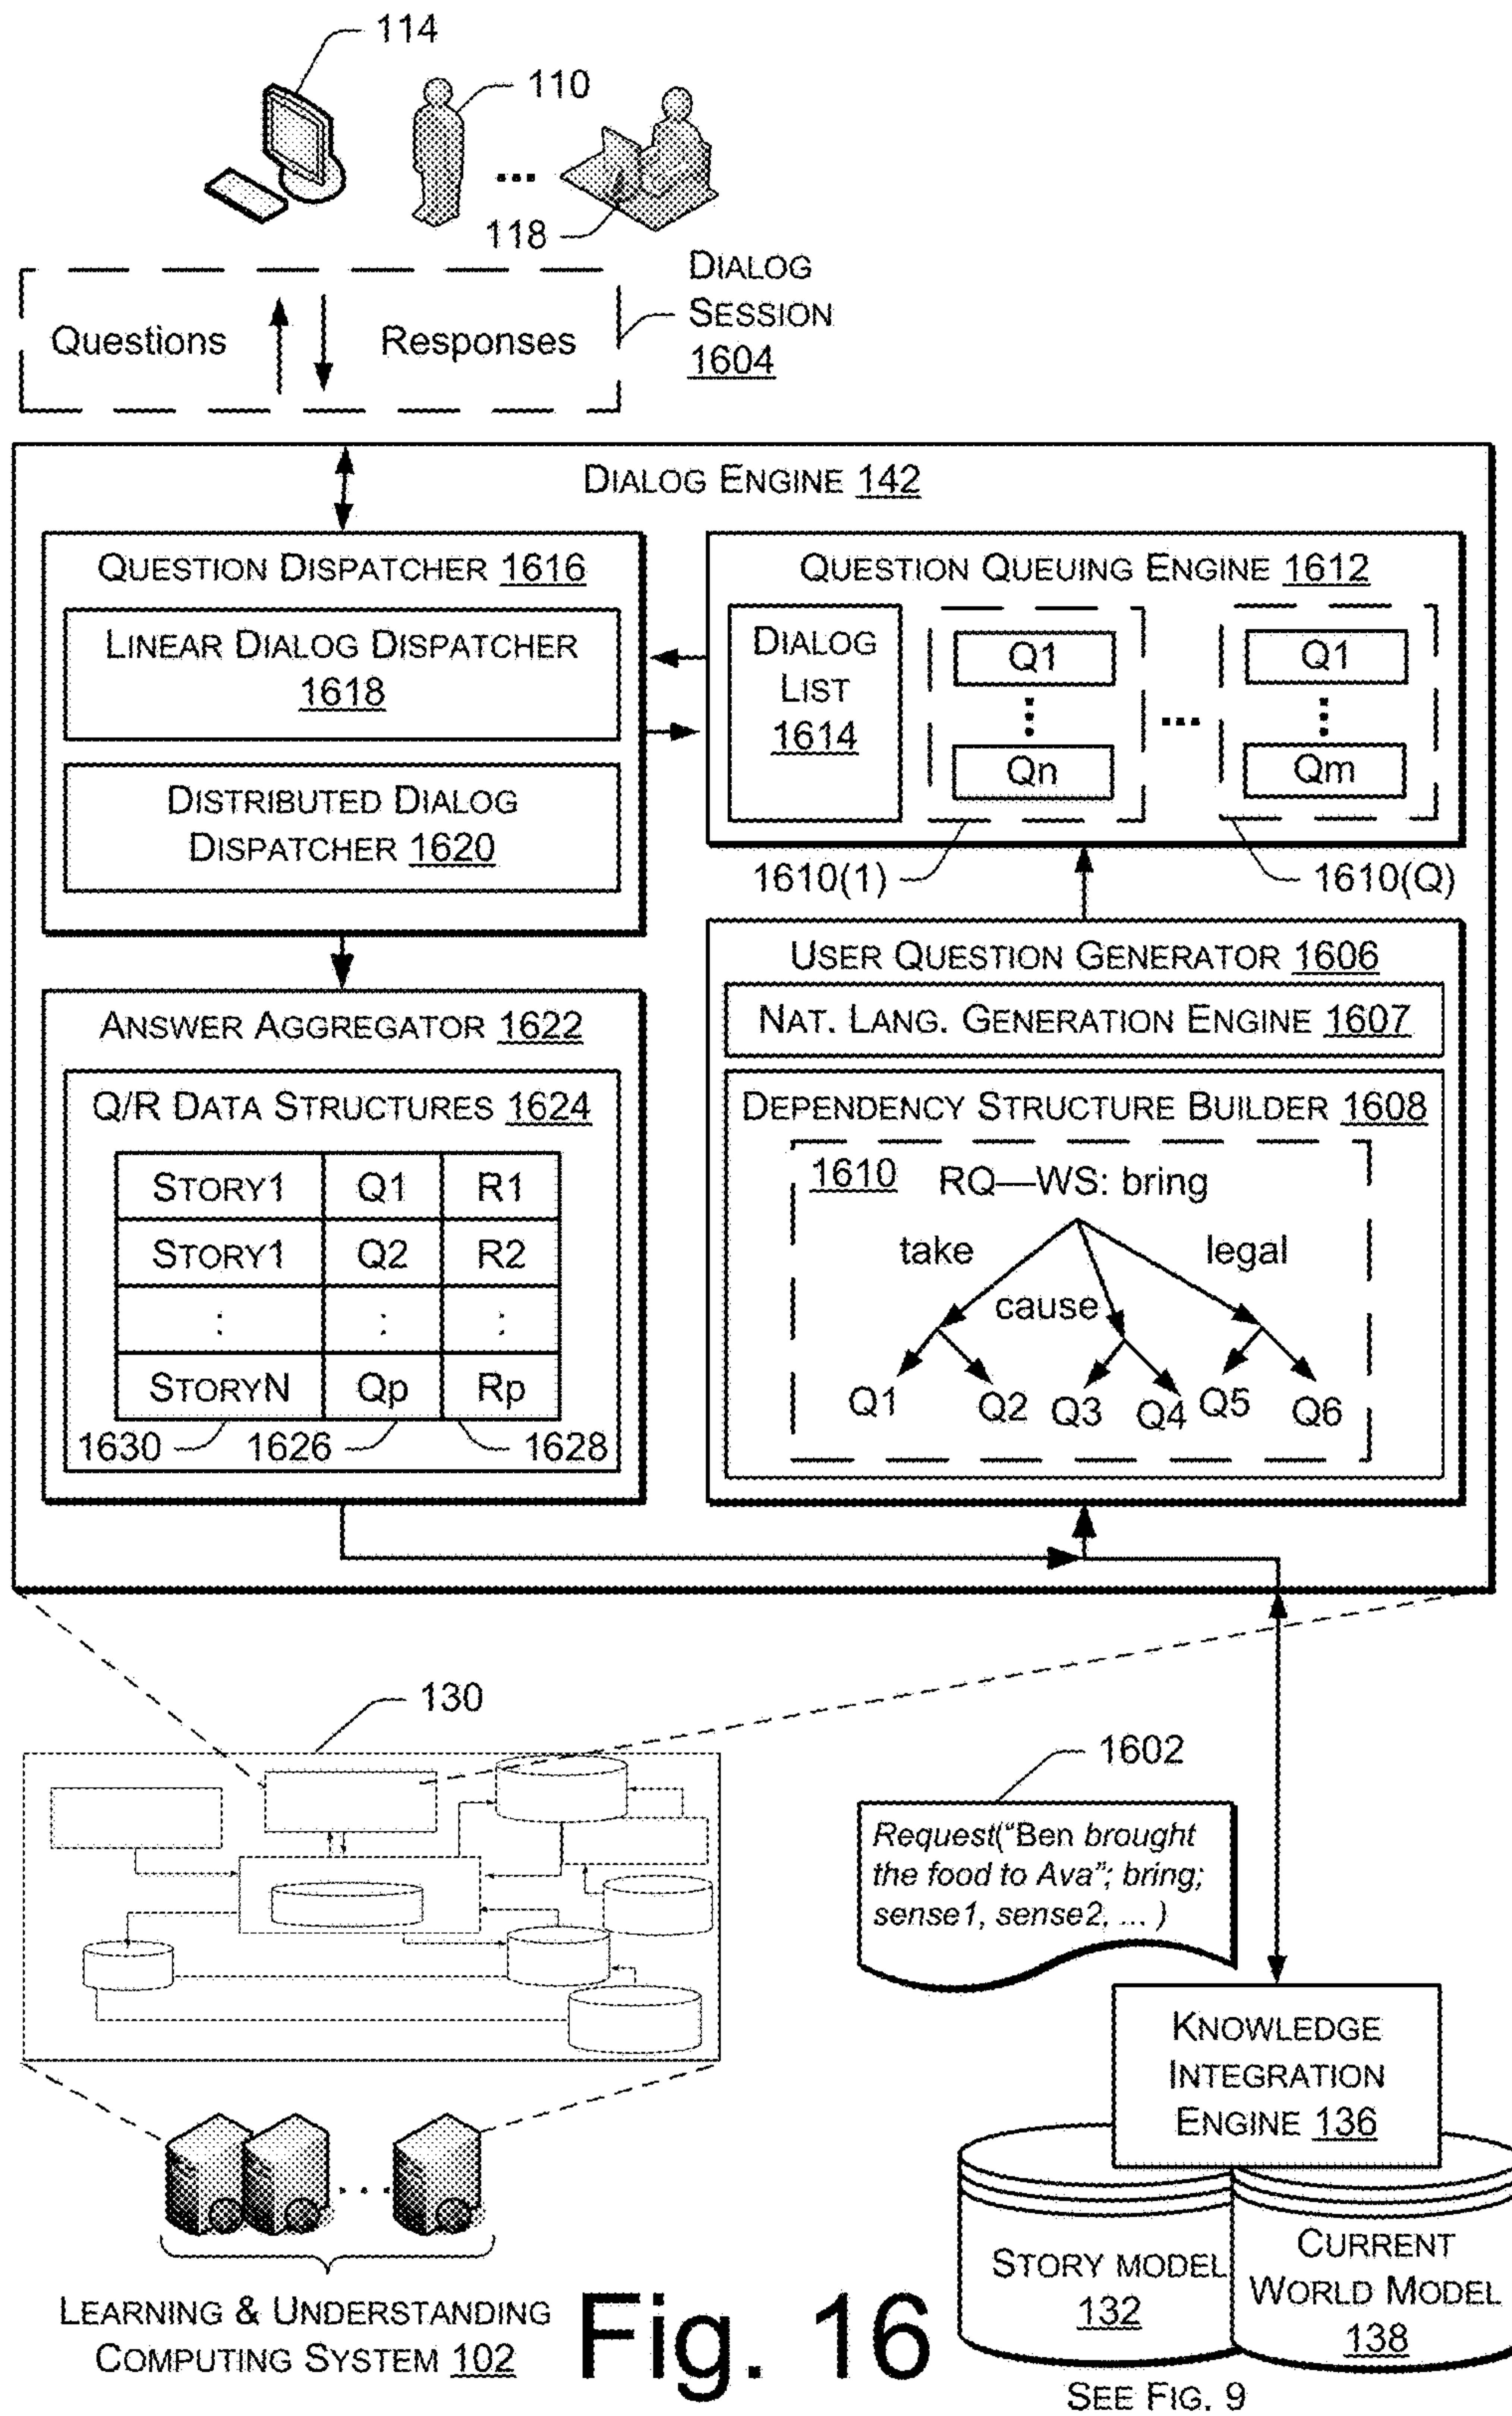 114
110
118
DIALOG
SESSION
1604
Questions
Responses
DIALOG ENGINE 142
QUESTION DISPATCHER 1616
LINEAR DIALOG DISPATCHER
1618
DISTRIBUTED DIALOG
DISPATCHER 1620
QUESTION QUEUING ENGINE 1612
DIALOG
LIST
1614
Q1
Qn
...
Q1
Qm
1610(1)
1610(Q)
ANSWER AGGREGATOR 1622
Q/R DATA STRUCTURES 1624
STORY1 Q1 R1
STORY1 Q2 R2
: : :
STORYN Qp Rp
1630 1626 1628
USER QUESTION GENERATOR 1606
NAT. LANG. GENERATION ENGINE 1607
DEPENDENCY STRUCTURE BUILDER 1608
1610 RQ—WS: bring
take
legal
cause
Q1 Q2 Q3 Q4 Q5 Q6
130
1602
Request("Ben brought
the food to Ava"; bring;
sense1, sense2, ... )
KNOWLEDGE
INTEGRATION
ENGINE 136
STORY MODEL
132
CURRENT
WORLD MODEL
138
SEE FIG. 9
LEARNING & UNDERSTANDING
COMPUTING SYSTEM 102
Fig. 16